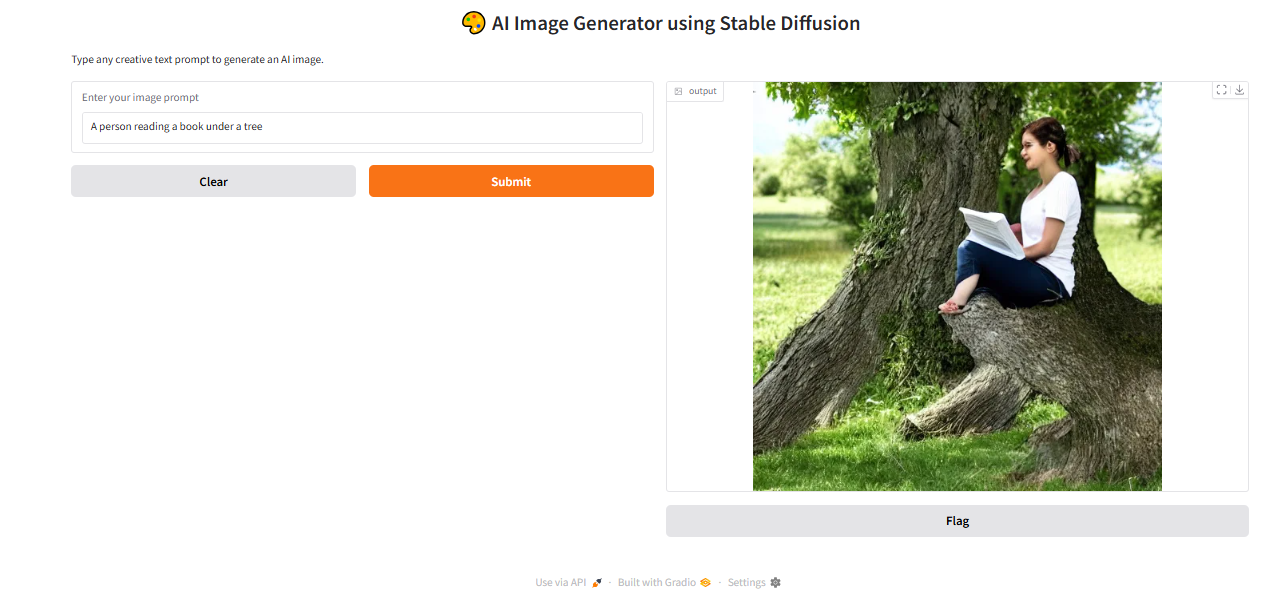 🎨 AI Image Generator using Stable Diffusion
Type any creative text prompt to generate an AI image.
Enter your image prompt
A person reading a book under a tree
Clear
Submit
output
Flag
Use via API 🚀 · Built with Gradio · Settings